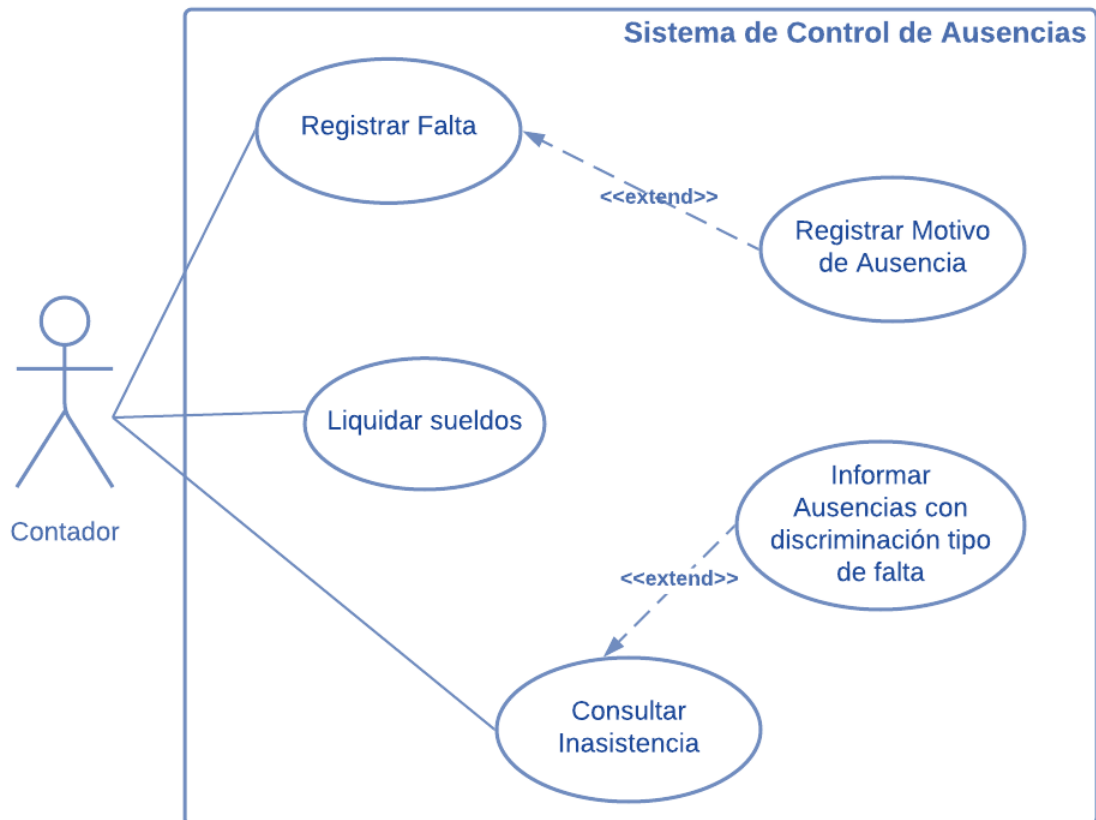 Sistema de Control de Ausencias
Registrar Falta
<<extend>>
Registrar Motivo
de Ausencia
Liquidar sueldos
Contador
Informar
Ausencias con
discriminación tipo
de falta
<<extend>>
Consultar
Inasistencia